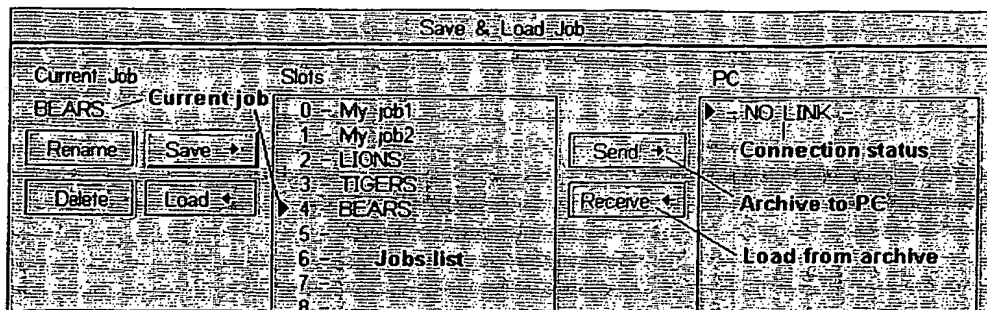 Save & Load Job
Current Job
BEARS
Current job
Rename
Save
Delete
Load
Slots
0 - My job1
1 - My job2
2 - LIONS
3 - TIGERS
4 - BEARS
5 -
6 -
7 -
8 -
Jobs list
Send
Receive
PC
- NO LINK -
Connection status
Archive to PC
Load from archive